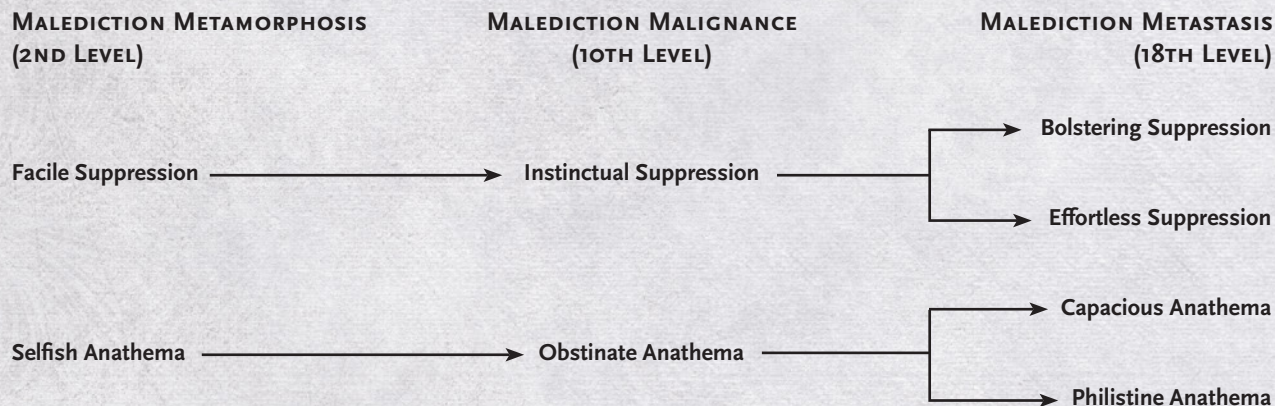 Malediction Metamorphosis
(2nd Level)
Malediction Malignance
(10th Level)
Malediction Metastasis
(18th Level)
Bolstering Suppression
Facile Suppression
Instinctual Suppression
Effortless Suppression
Capacious Anathema
Selfish Anathema
Obstinate Anathema
Philistine Anathema